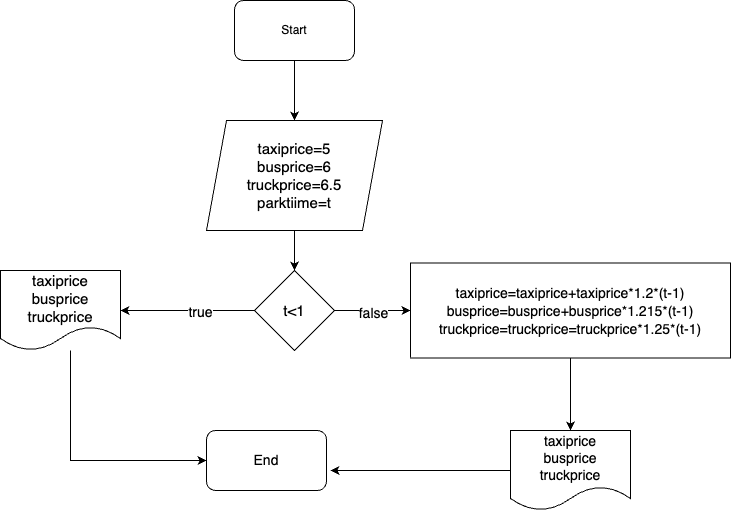 Start
taxiprice=5
busprice=6
truckprice=6.5
parktiime=t
t<1
true
false
taxiprice
busprice
truckprice
taxiprice=taxiprice+taxiprice*1.2*(t-1)
busprice=busprice+busprice*1.215*(t-1)
truckprice=truckprice=truckprice*1.25*(t-1)
taxiprice
busprice
truckprice
End